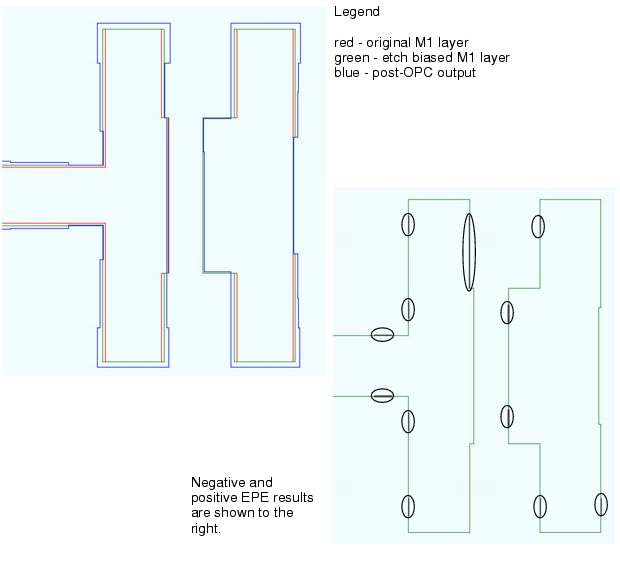 Legend
red - original M1 layer
green - etch biased M1 layer
blue - post-OPC output
Negative and
positive EPE results
are shown to the
right.